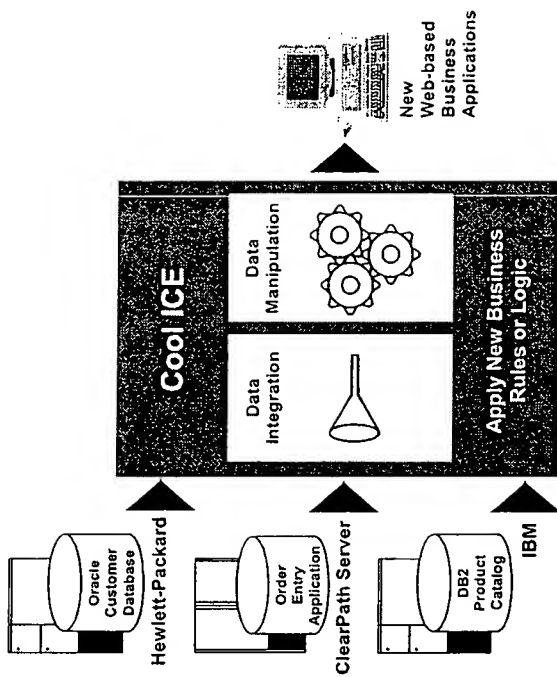 Oracle
Customer
Database
Hewlett-Packard
Order
Entry
Application
ClearPath Server
DB2
Product
Catalog
IBM
Cool ICE
Data
Integration
Data
Manipulation
Apply New Business
Rules or Logic
New
Web-based
Business
Applications